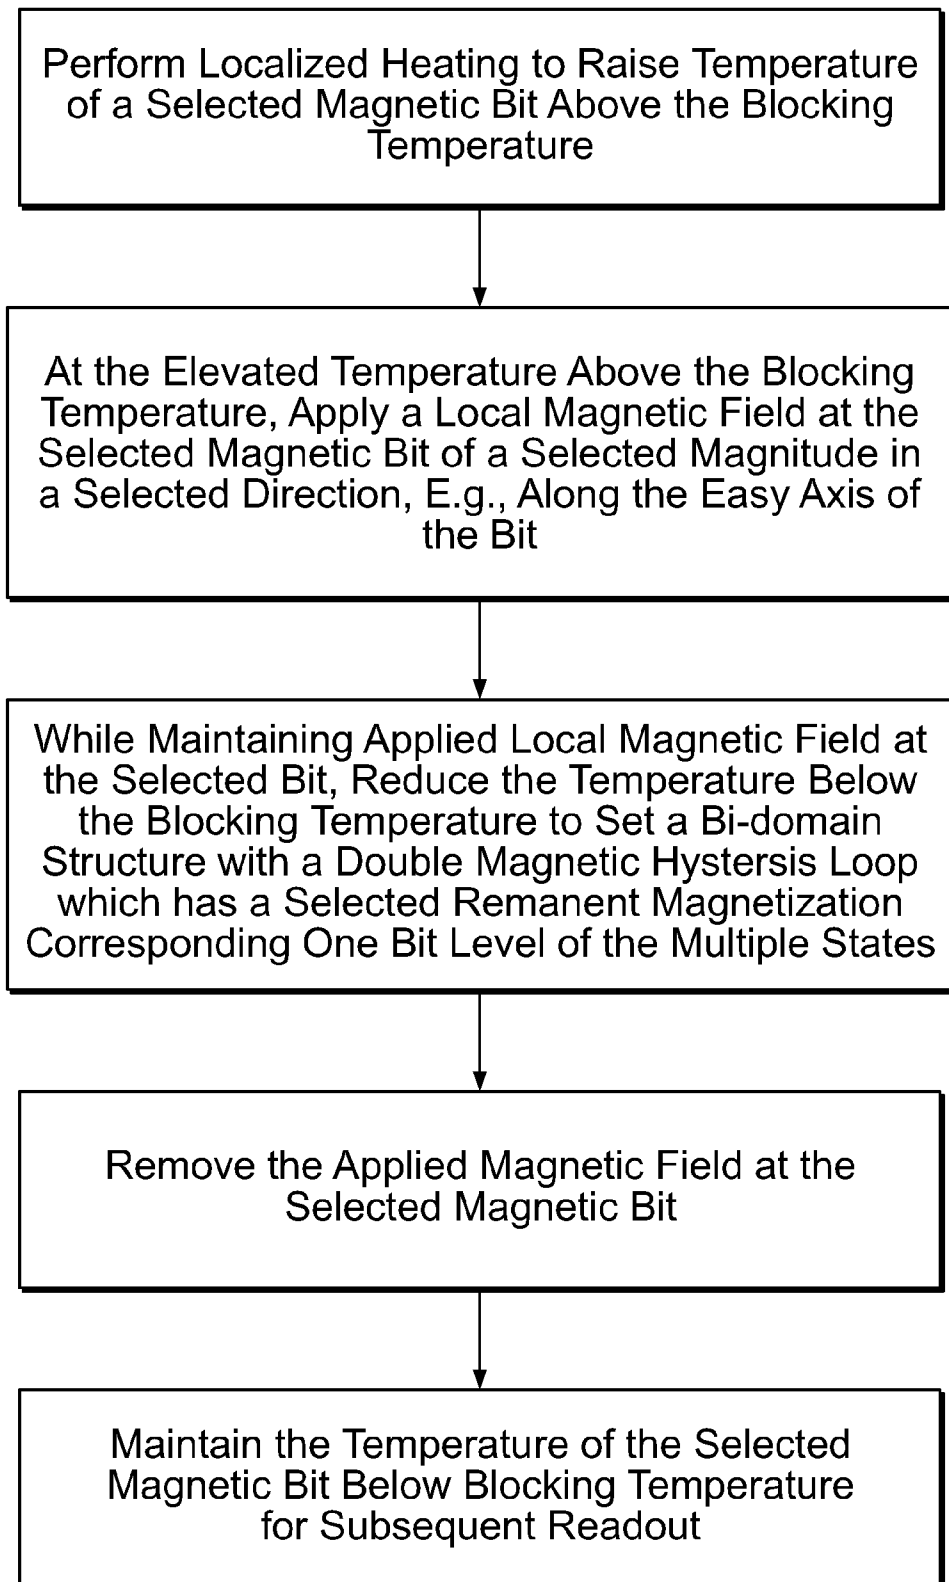 Perform Localized Heating to Raise Temperature
of a Selected Magnetic Bit Above the Blocking
Temperature
At the Elevated Temperature Above the Blocking
Temperature, Apply a Local Magnetic Field at the
Selected Magnetic Bit of a Selected Magnitude in
a Selected Direction, E.g., Along the Easy Axis of
the Bit
While Maintaining Applied Local Magnetic Field at
the Selected Bit, Reduce the Temperature Below
the Blocking Temperature to Set a Bi-domain
Structure with a Double Magnetic Hystersis Loop
which has a Selected Remanent Magnetization
Corresponding One Bit Level of the Multiple States
Remove the Applied Magnetic Field at the
Selected Magnetic Bit
Maintain the Temperature of the Selected
Magnetic Bit Below Blocking Temperature
for Subsequent Readout